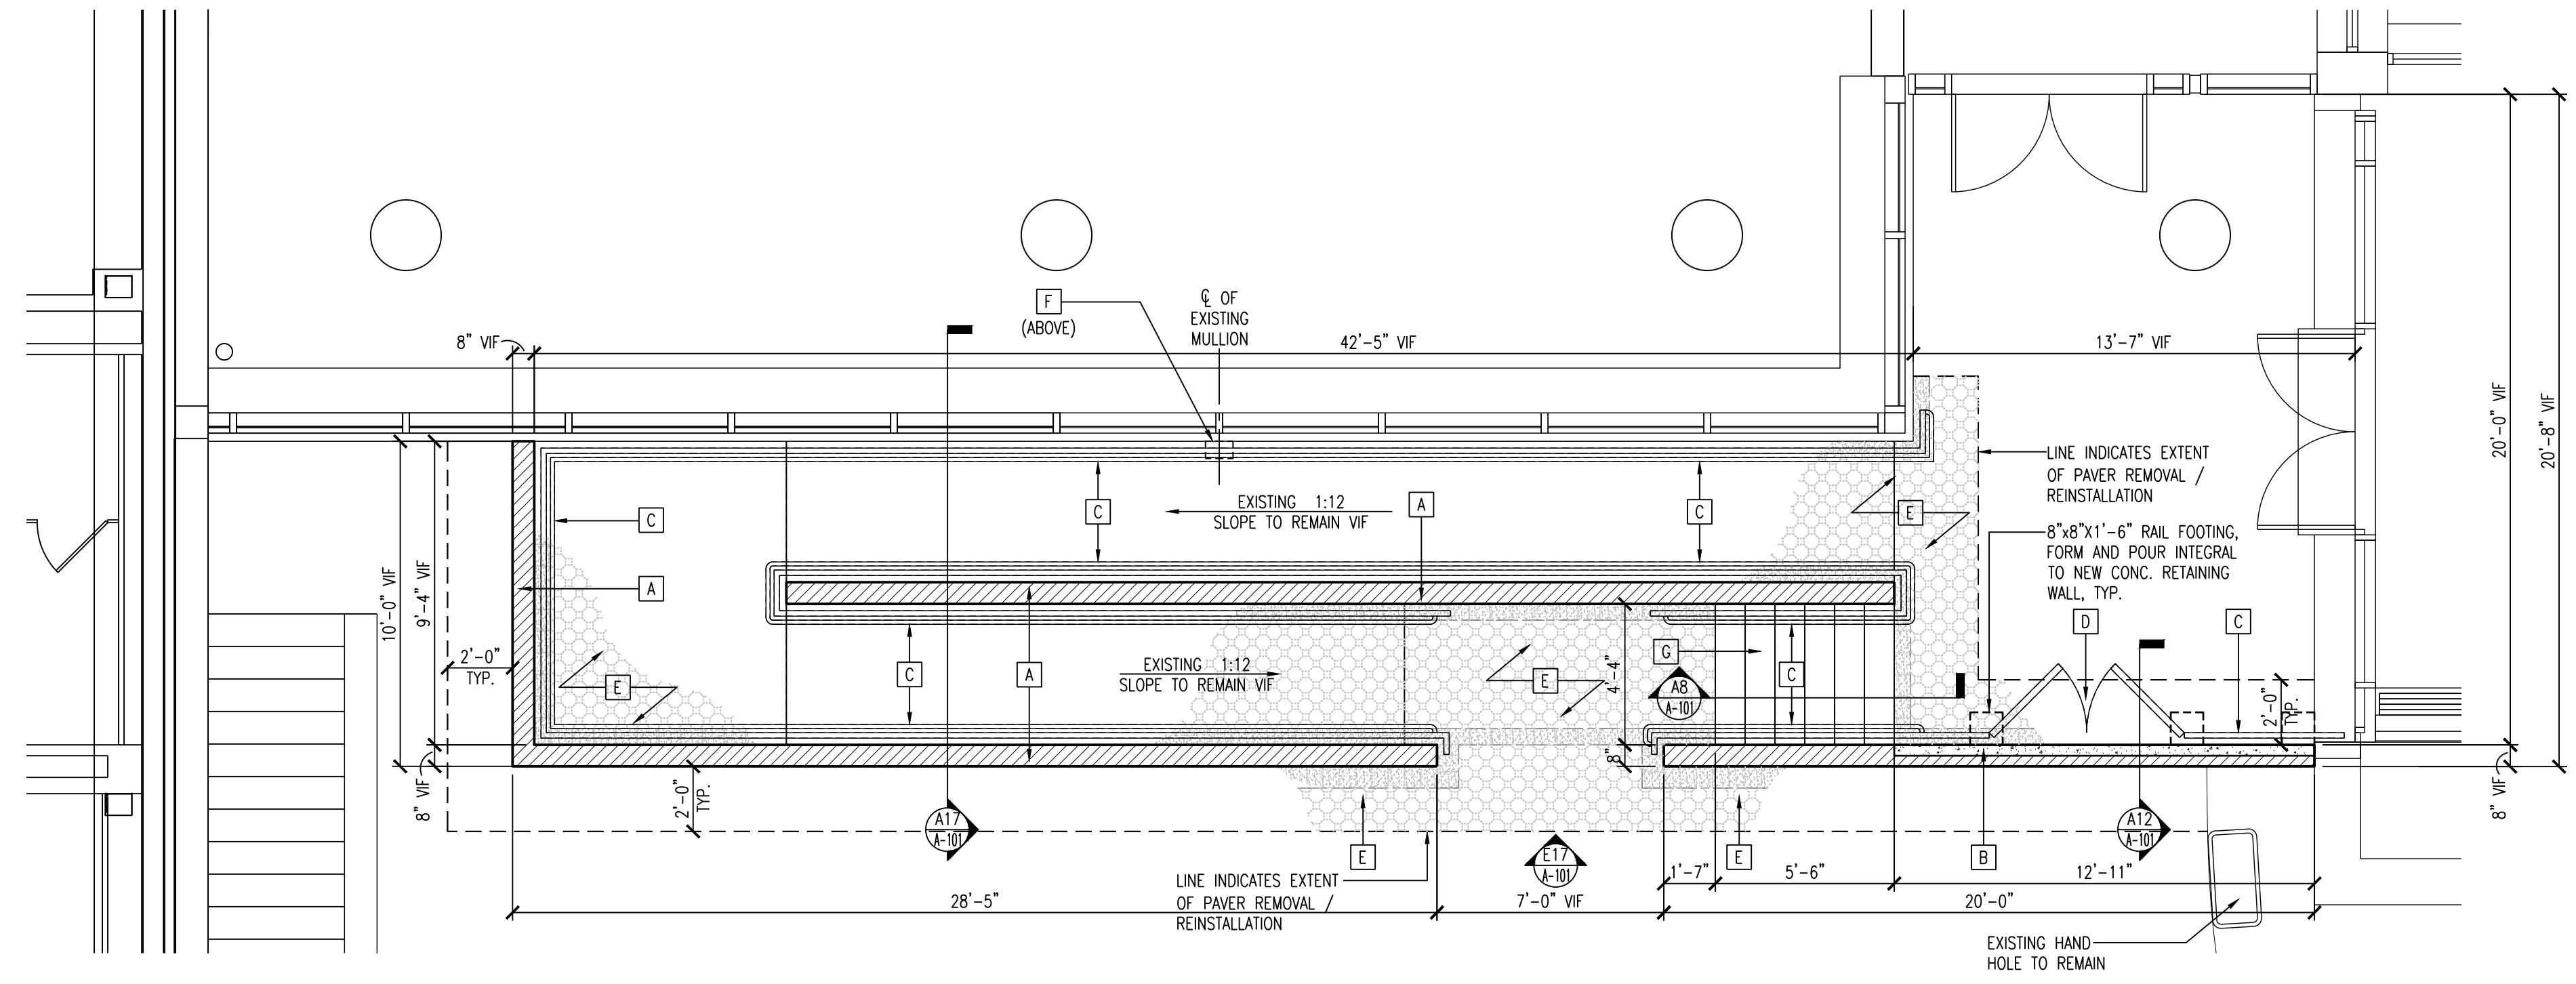 F
(ABOVE)
℄ OF
EXISTING
MULLION
8" VIF
42'-5" VIF
13'-7" VIF
20'-0" VIF
20'-8" VIF
LINE INDICATES EXTENT
OF PAVER REMOVAL /
REINSTALLATION
C
C
EXISTING 1:12
SLOPE TO REMAIN VIF
A
C
E
8"x8"X1'-6" RAIL FOOTING,
FORM AND POUR INTEGRAL
TO NEW CONC. RETAINING
WALL, TYP.
10'-0" VIF
9'-4" VIF
A
D
C
2'-0"
TYP.
E
C
A
EXISTING 1:12
SLOPE TO REMAIN VIF
E
4'-4"
G
A8
A-101
C
2'-0"
TYP.
8"
8" VIF
2'-0"
TYP.
A17
A-101
E
E17
A-101
E
B
A12
A-101
8" VIF
LINE INDICATES EXTENT
OF PAVER REMOVAL /
REINSTALLATION
1'-7"
5'-6"
12'-11"
28'-5"
7'-0" VIF
20'-0"
EXISTING HAND
HOLE TO REMAIN